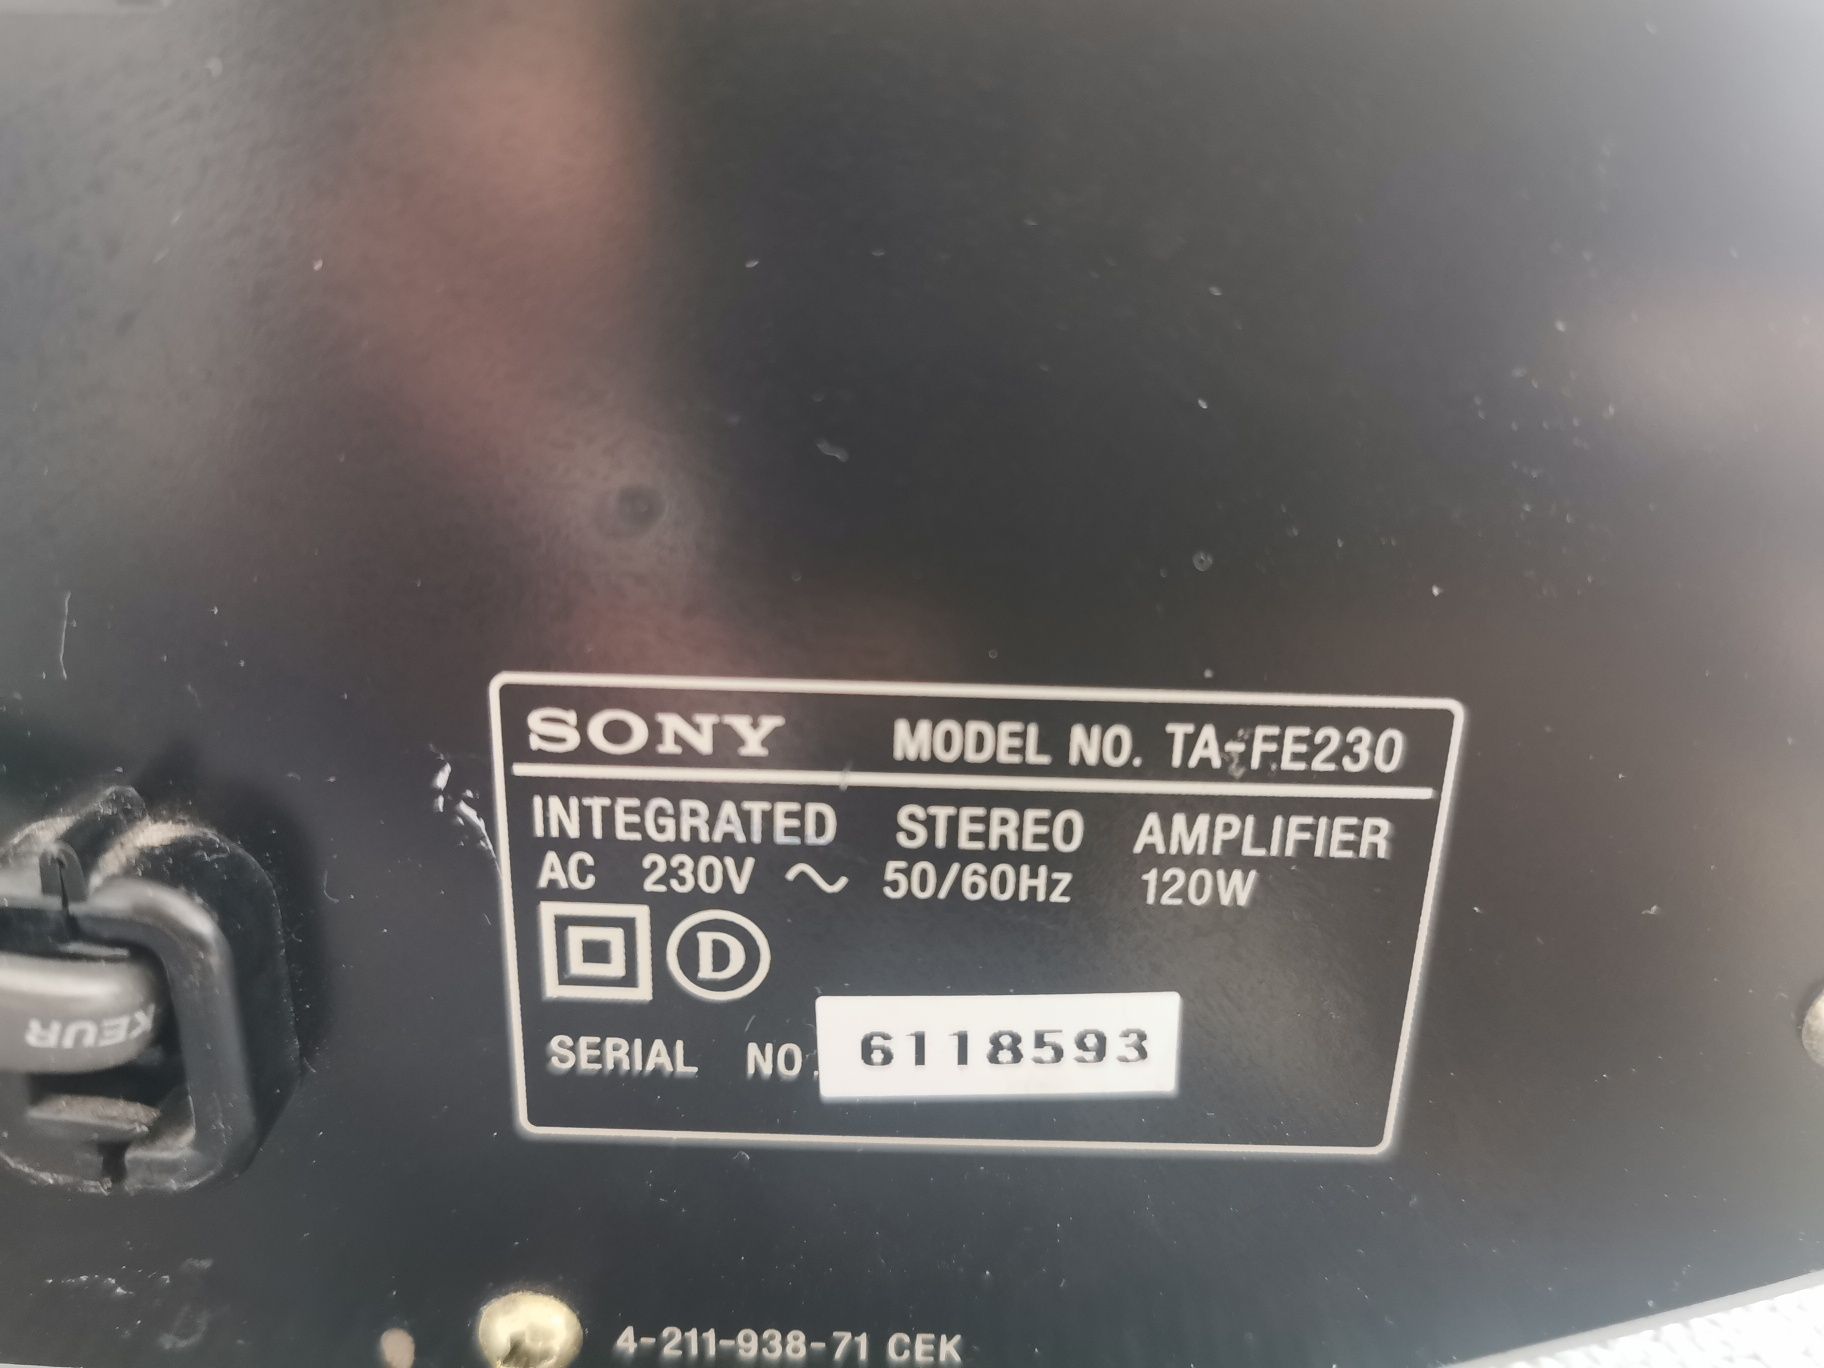 SONY MODEL NO. TA-FE230
INTEGRATED STEREO AMPLIFIER
AC 230V ~ 50/60Hz 120W
D
SERIAL NO. 6118593
KEUR
4-211-938-71 CEK